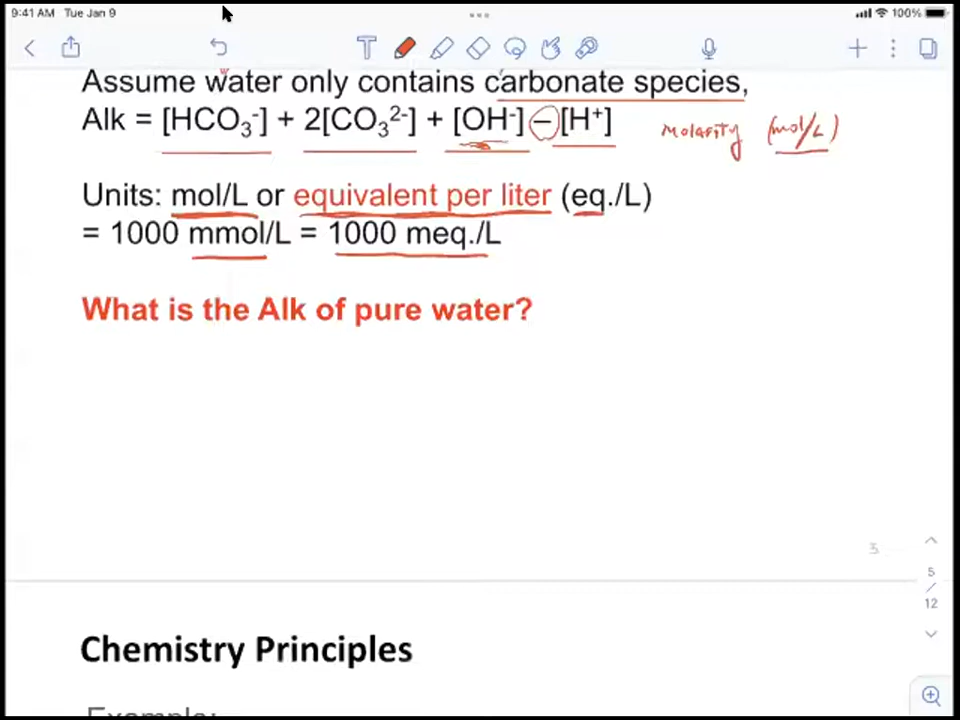 9:41 AM Tue Jan 9
100%
Assume water only contains carbonate species,
Alk = [HCO₃⁻] + 2[CO₃²⁻] + [OH⁻] – [H⁺] Molarity (mol/L)
Units: mol/L or equivalent per liter (eq./L)
= 1000 mmol/L = 1000 meq./L
What is the Alk of pure water?
3
5
/
12
Chemistry Principles
Example: